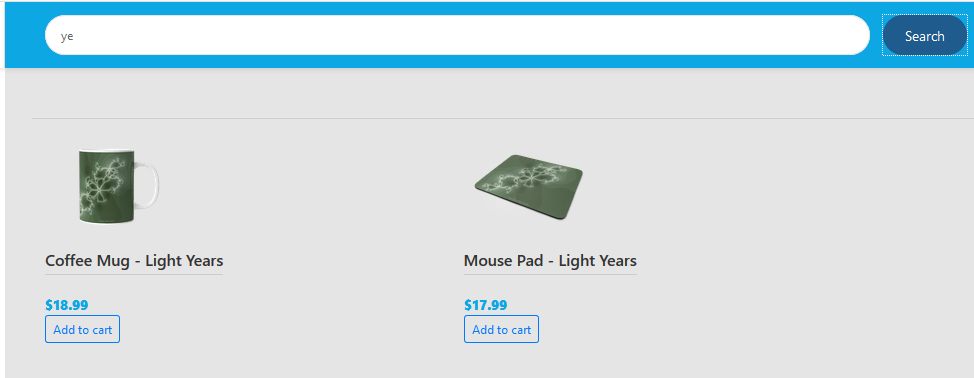 ye
Search
Coffee Mug - Light Years
Mouse Pad - Light Years
$18.99
$17.99
Add to cart
Add to cart